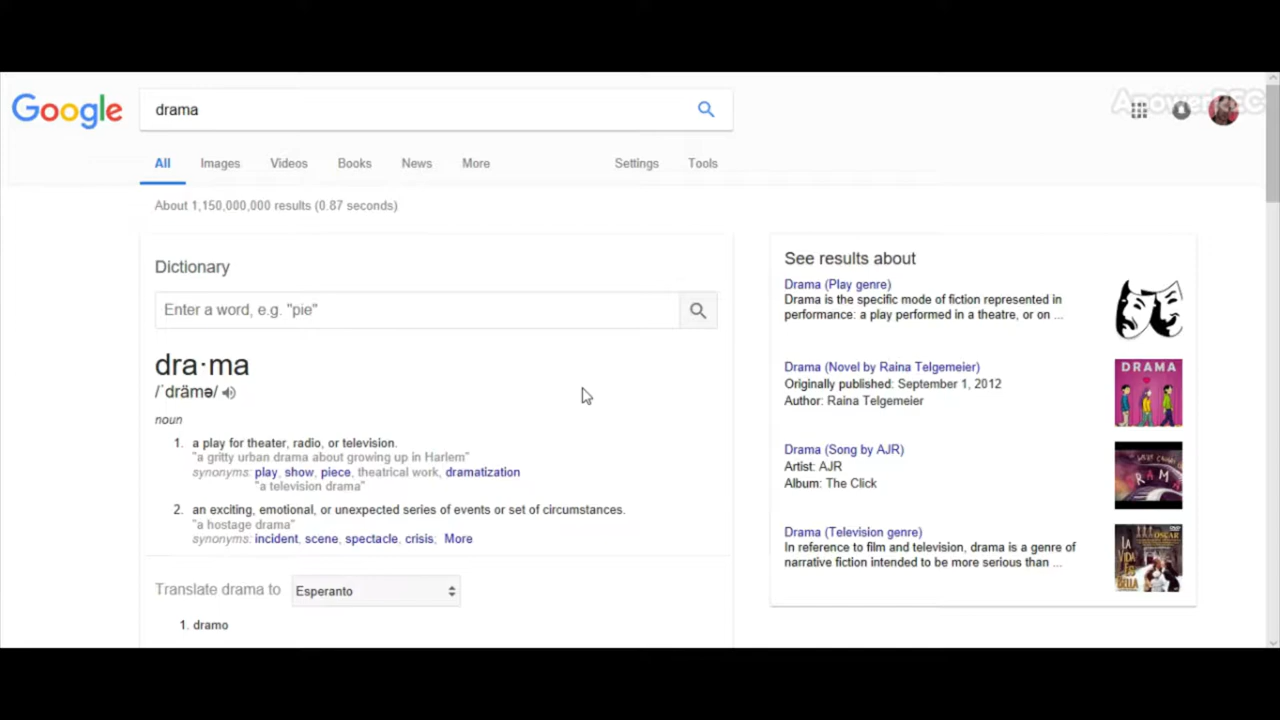 Google
drama
ApowerREC
All Images Videos Books News More Settings Tools
About 1,150,000,000 results (0.87 seconds)
Dictionary
Enter a word, e.g. "pie"
dra·ma
/ˈdrämə/
noun
1. a play for theater, radio, or television.
"a gritty urban drama about growing up in Harlem"
synonyms: play, show, piece, theatrical work, dramatization
"a television drama"
2. an exciting, emotional, or unexpected series of events or set of circumstances.
"a hostage drama"
synonyms: incident, scene, spectacle, crisis; More
Translate drama to Esperanto
1. dramo
See results about
Drama (Play genre)
Drama is the specific mode of fiction represented in
performance: a play performed in a theatre, or on ...
Drama (Novel by Raina Telgemeier)
Originally published: September 1, 2012
Author: Raina Telgemeier
DRAMA
Drama (Song by AJR)
Artist: AJR
Album: The Click
RAMA
Drama (Television genre)
In reference to film and television, drama is a genre of
narrative fiction intended to be more serious than ...
OSCAR
LA
VIDA
ES
BELLA